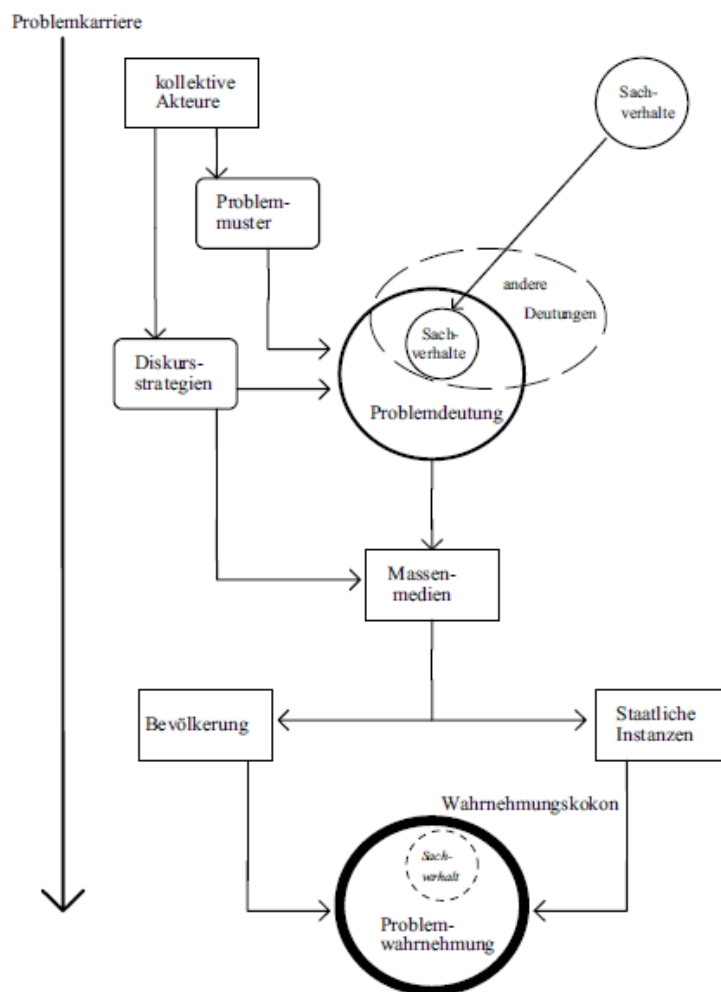 Problemkarriere
kollektive
Akteure
Sach-
verhalte
Problem-
muster
andere
Deutungen
Sach-
verhalte
Diskurs-
strategien
Problemdeutung
Massen-
medien
Bevölkerung
Staatliche
Instanzen
Wahrnehmungskokon
Sach-
verhalt
Problem-
wahrnehmung